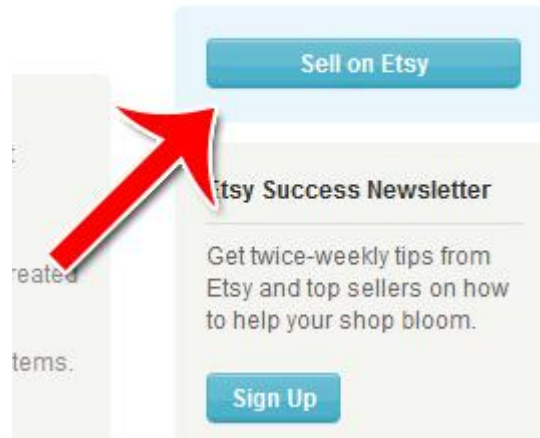 Sell on Etsy
Etsy Success Newsletter
Get twice-weekly tips from
Etsy and top sellers on how
to help your shop bloom.
Sign Up
tems.